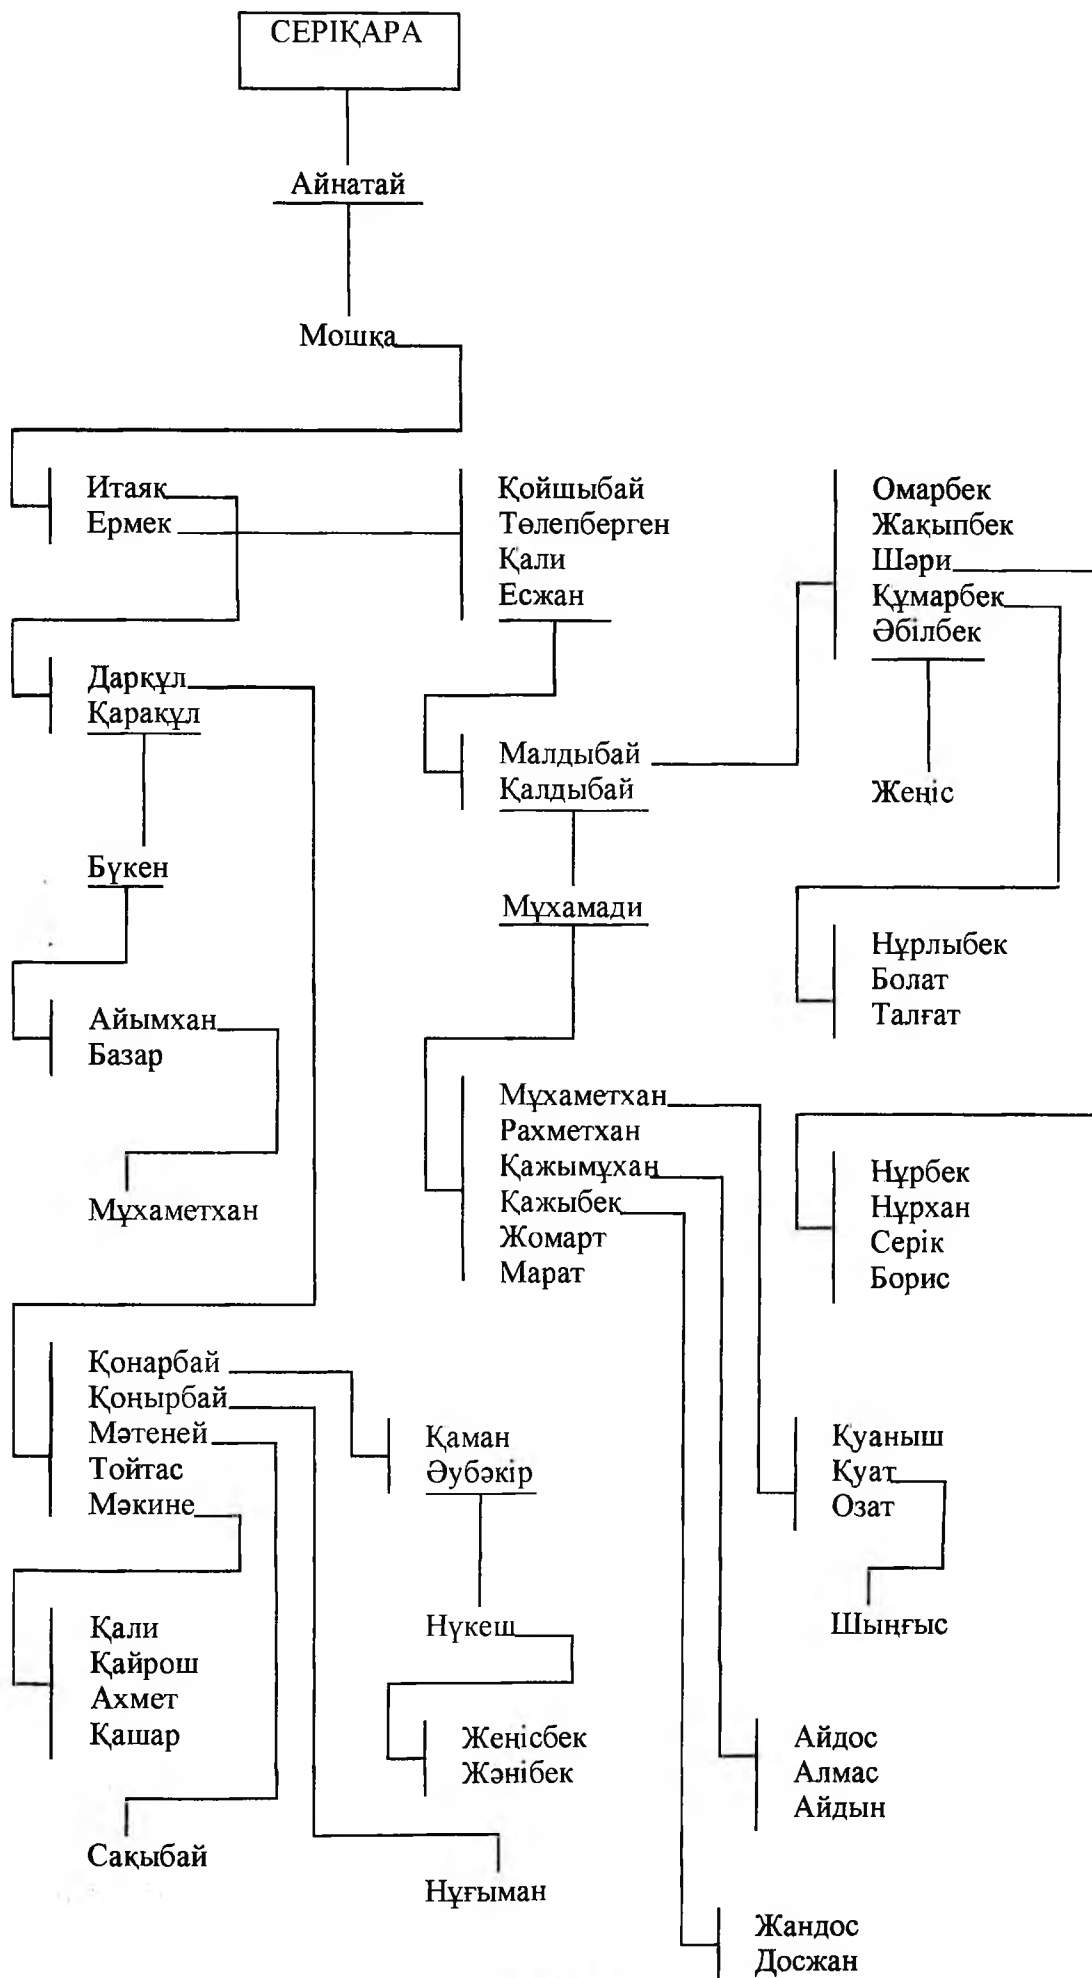 СЕРІҚАРА
Айнатай
Мошқа
Итаяқ
Ермек
Қойшыбай
Төлепберген
Қали
Есжан
Омарбек
Жақыпбек
Шәри
Құмарбек
Әбілбек
Дарқұл
Қарақұл
Малдыбай
Қалдыбай
Жеңіс
Бүкен
Мұхамади
Нұрлыбек
Болат
Талғат
Айымхан
Базар
Мұхаметхан
Рахметхан
Қажымұхан
Қажыбек
Жомарт
Марат
Нұрбек
Нұрхан
Серік
Борис
Мұхаметхан
Қонарбай
Қоңырбай
Мәтеней
Тойтас
Мәкине
Қаман
Әубәкір
Қуаныш
Қуат
Озат
Нүкеш
Шыңғыс
Қали
Қайрош
Ахмет
Қашар
Женісбек
Жәнібек
Айдос
Алмас
Айдын
Сақыбай
Нұғыман
Жандос
Досжан